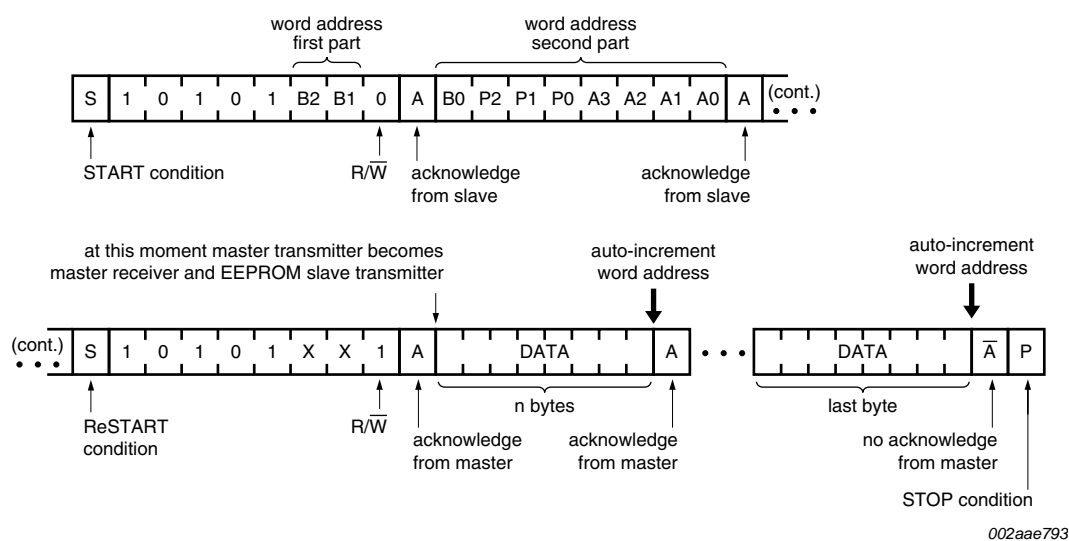 word address
first part
word address
second part
S 1 0 1 0 1 B2 B1 0 A B0 P2 P1 P0 A3 A2 A1 A0 A (cont.)
START condition
R/W̅
acknowledge
from slave
acknowledge
from slave
at this moment master transmitter becomes
master receiver and EEPROM slave transmitter
auto-increment
word address
auto-increment
word address
(cont.) S 1 0 1 0 1 X X 1 A DATA A DATA A̅ P
n bytes
last byte
ReSTART
condition
R/W̅
acknowledge
from master
acknowledge
from master
no acknowledge
from master
STOP condition
002aae793